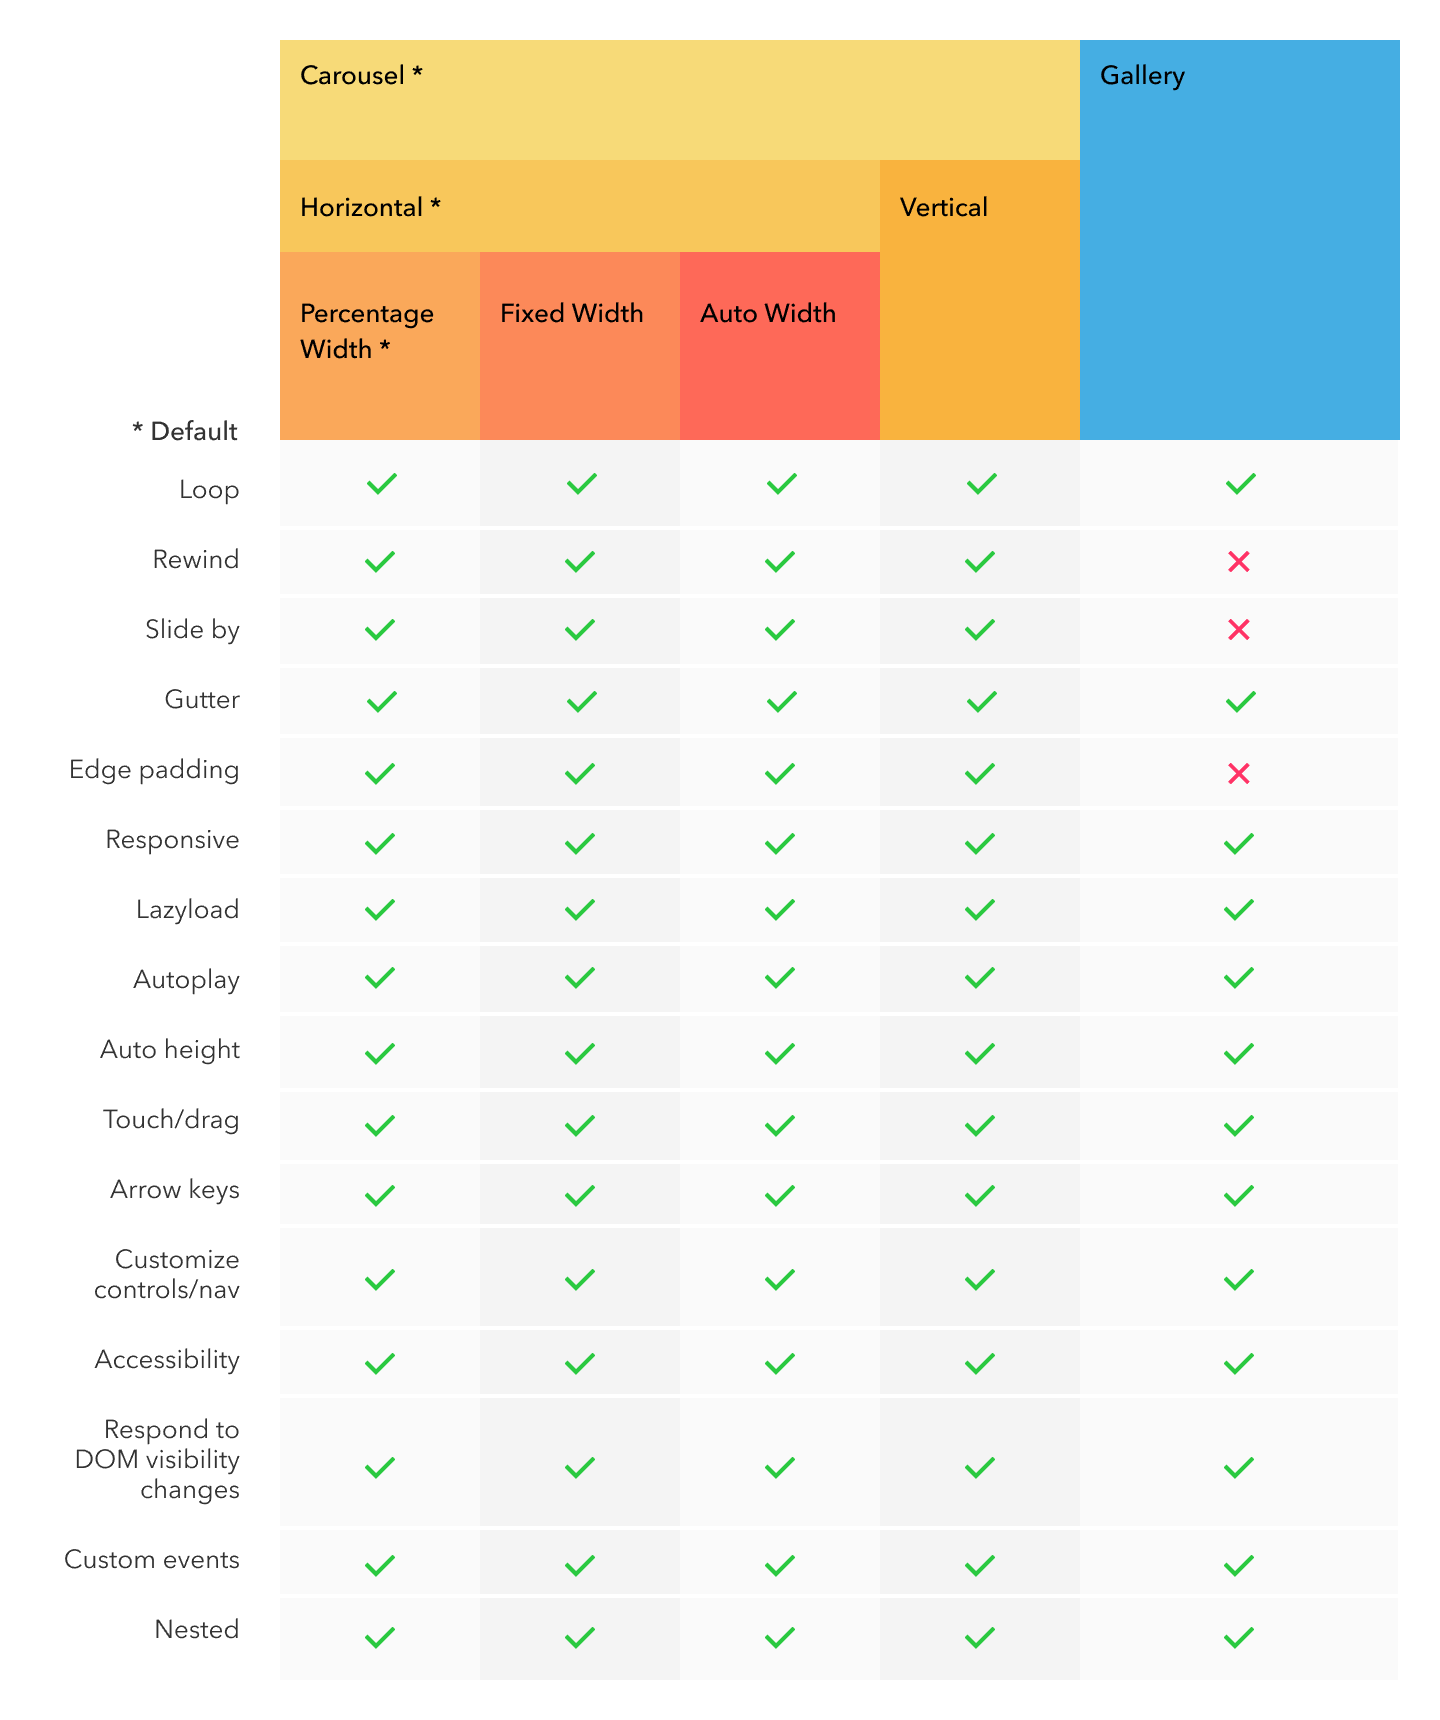 Carousel *
Gallery
Horizontal *
Vertical
Percentage
Width *
Fixed Width
Auto Width
* Default
Loop
Rewind
Slide by
Gutter
Edge padding
Responsive
Lazyload
Autoplay
Auto height
Touch/drag
Arrow keys
Customize
controls/nav
Accessibility
Respond to
DOM visibility
changes
Custom events
Nested